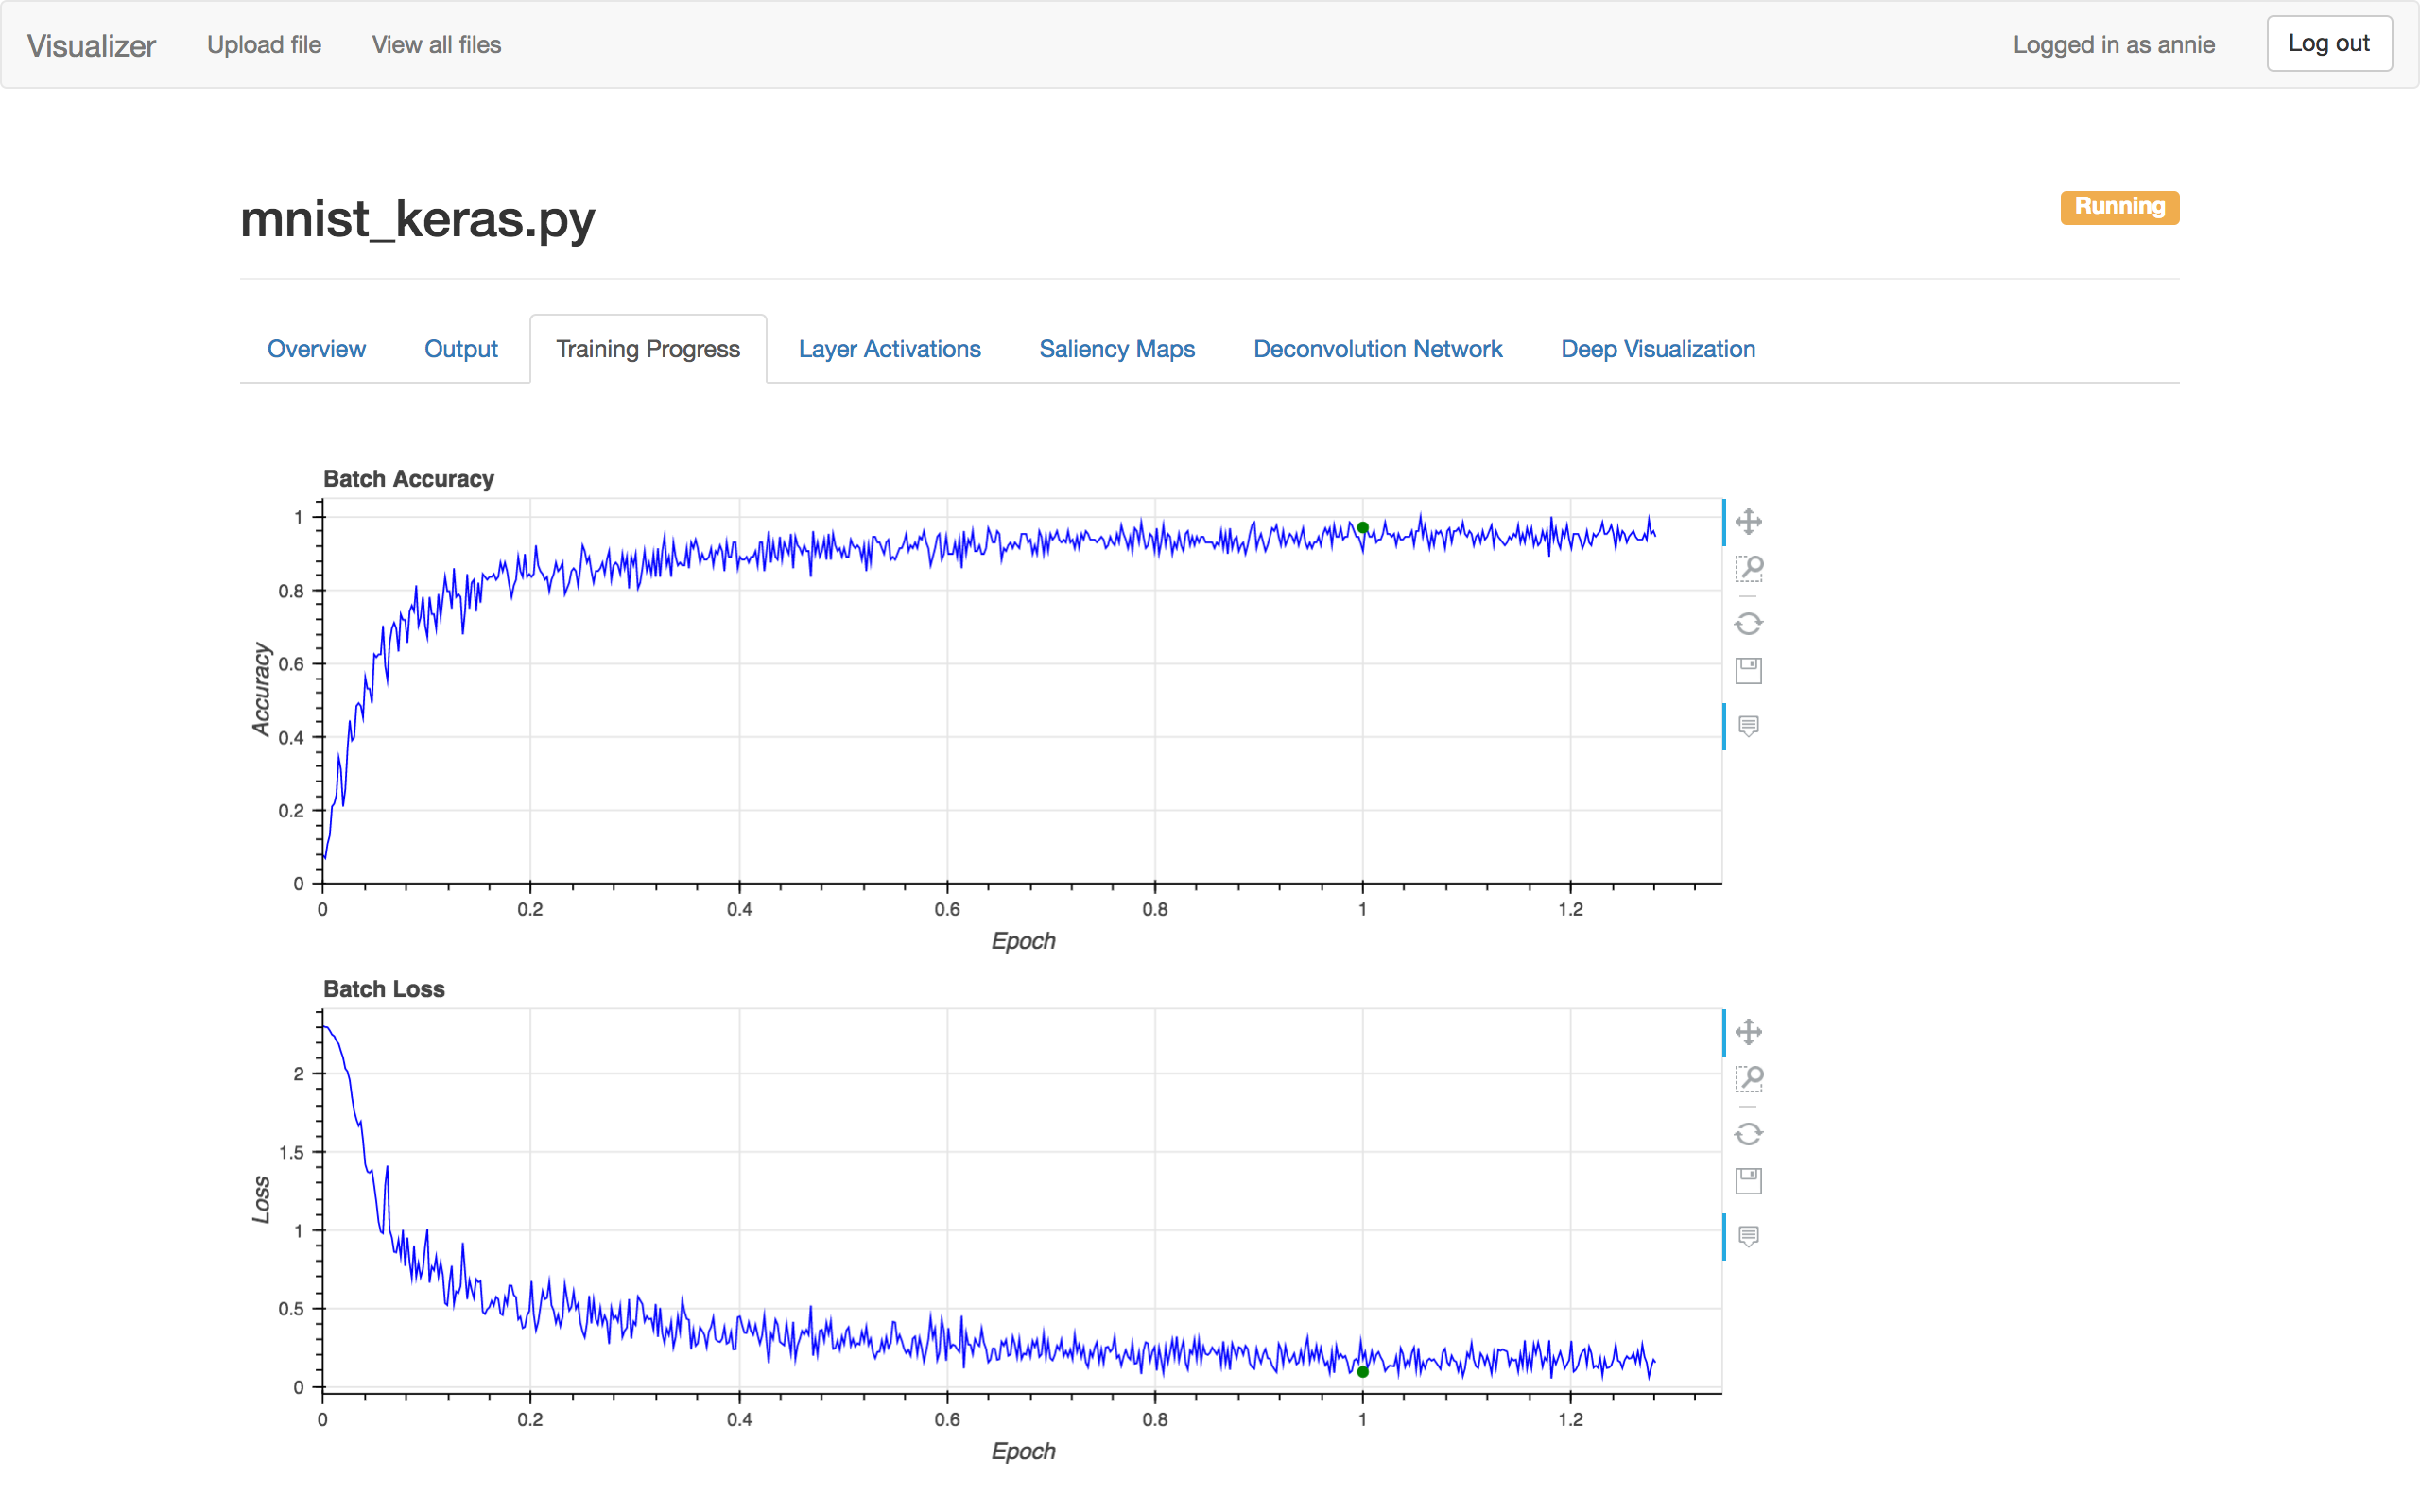 Visualizer Upload file View all files Logged in as annie Log out
mnist_keras.py Running
Overview Output Training Progress Layer Activations Saliency Maps Deconvolution Network Deep Visualization
Batch Accuracy
1
0.8
0.6
0.4
0.2
0
Accuracy
0 0.2 0.4 0.6 0.8 1 1.2
Epoch
Batch Loss
2
1.5
1
0.5
0
Loss
0 0.2 0.4 0.6 0.8 1 1.2
Epoch